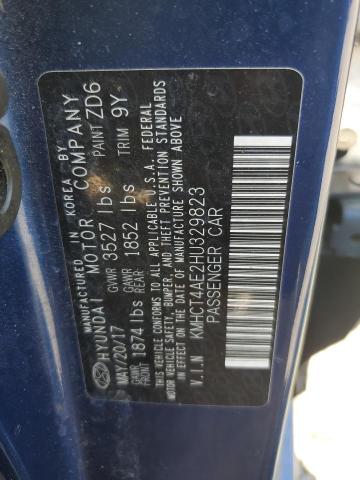 MANUFACTURED IN KOREA BY
HYUNDAI MOTOR COMPANY
MAY/20/17 GVWR 3527 lbs PAINT ZD6
GAWR FRONT 1874 lbs GAWR REAR 1852 lbs TRIM 9Y
THIS VEHICLE CONFORMS TO ALL APPLICABLE U.S.A. FEDERAL
MOTOR VEHICLE SAFETY, BUMPER, AND THEFT PREVENTION STANDARDS
IN EFFECT ON THE DATE OF MANUFACTURE SHOWN ABOVE
V.I.N KMHCT4AE2HU329823
PASSENGER CAR